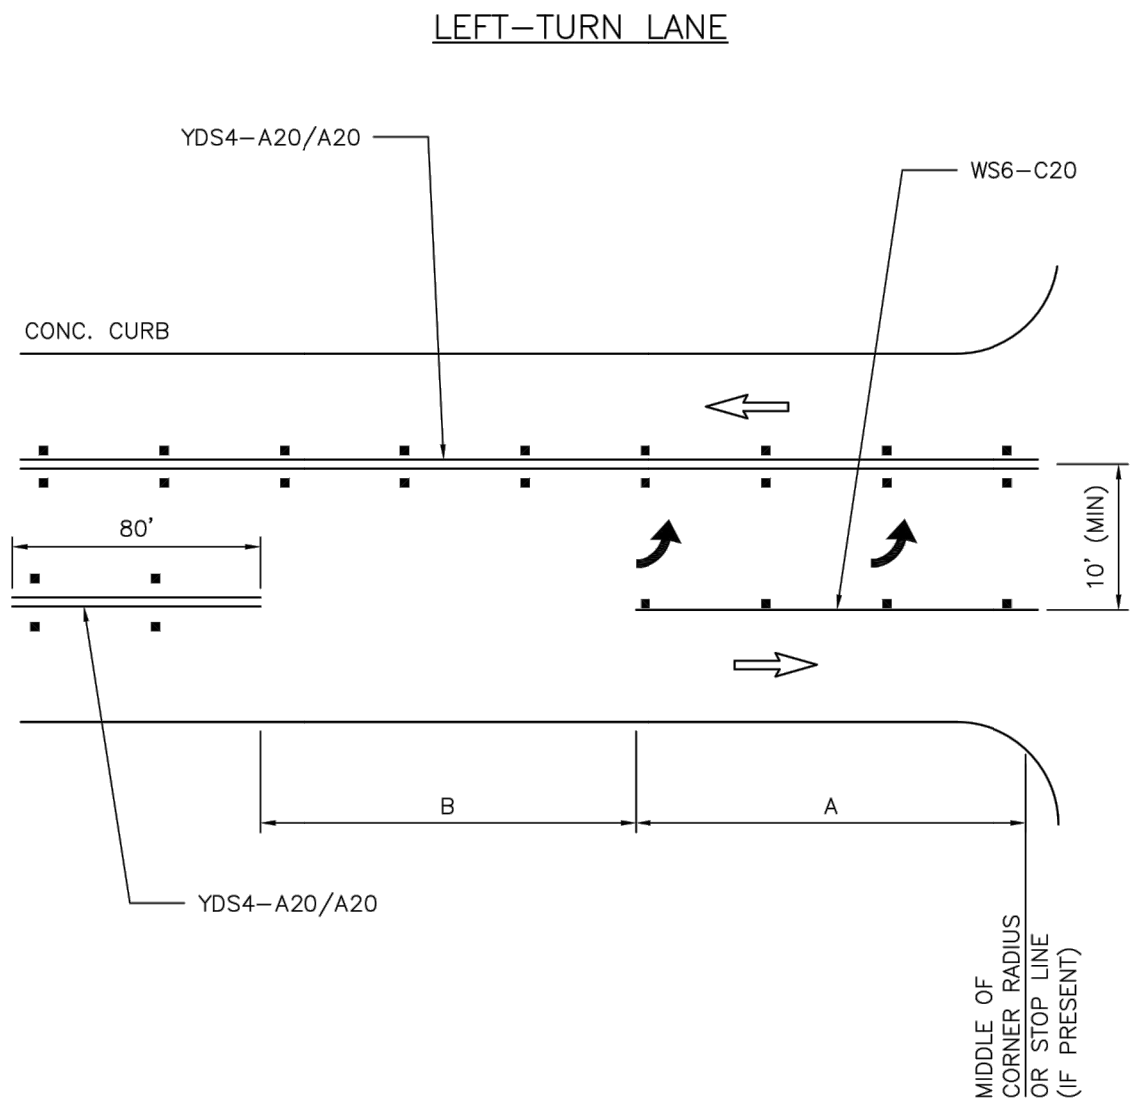 LEFT–TURN LANE
YDS4–A20/A20
WS6–C20
CONC. CURB
80'
10' (MIN)
B
A
YDS4–A20/A20
MIDDLE OF
CORNER RADIUS
OR STOP LINE
(IF PRESENT)